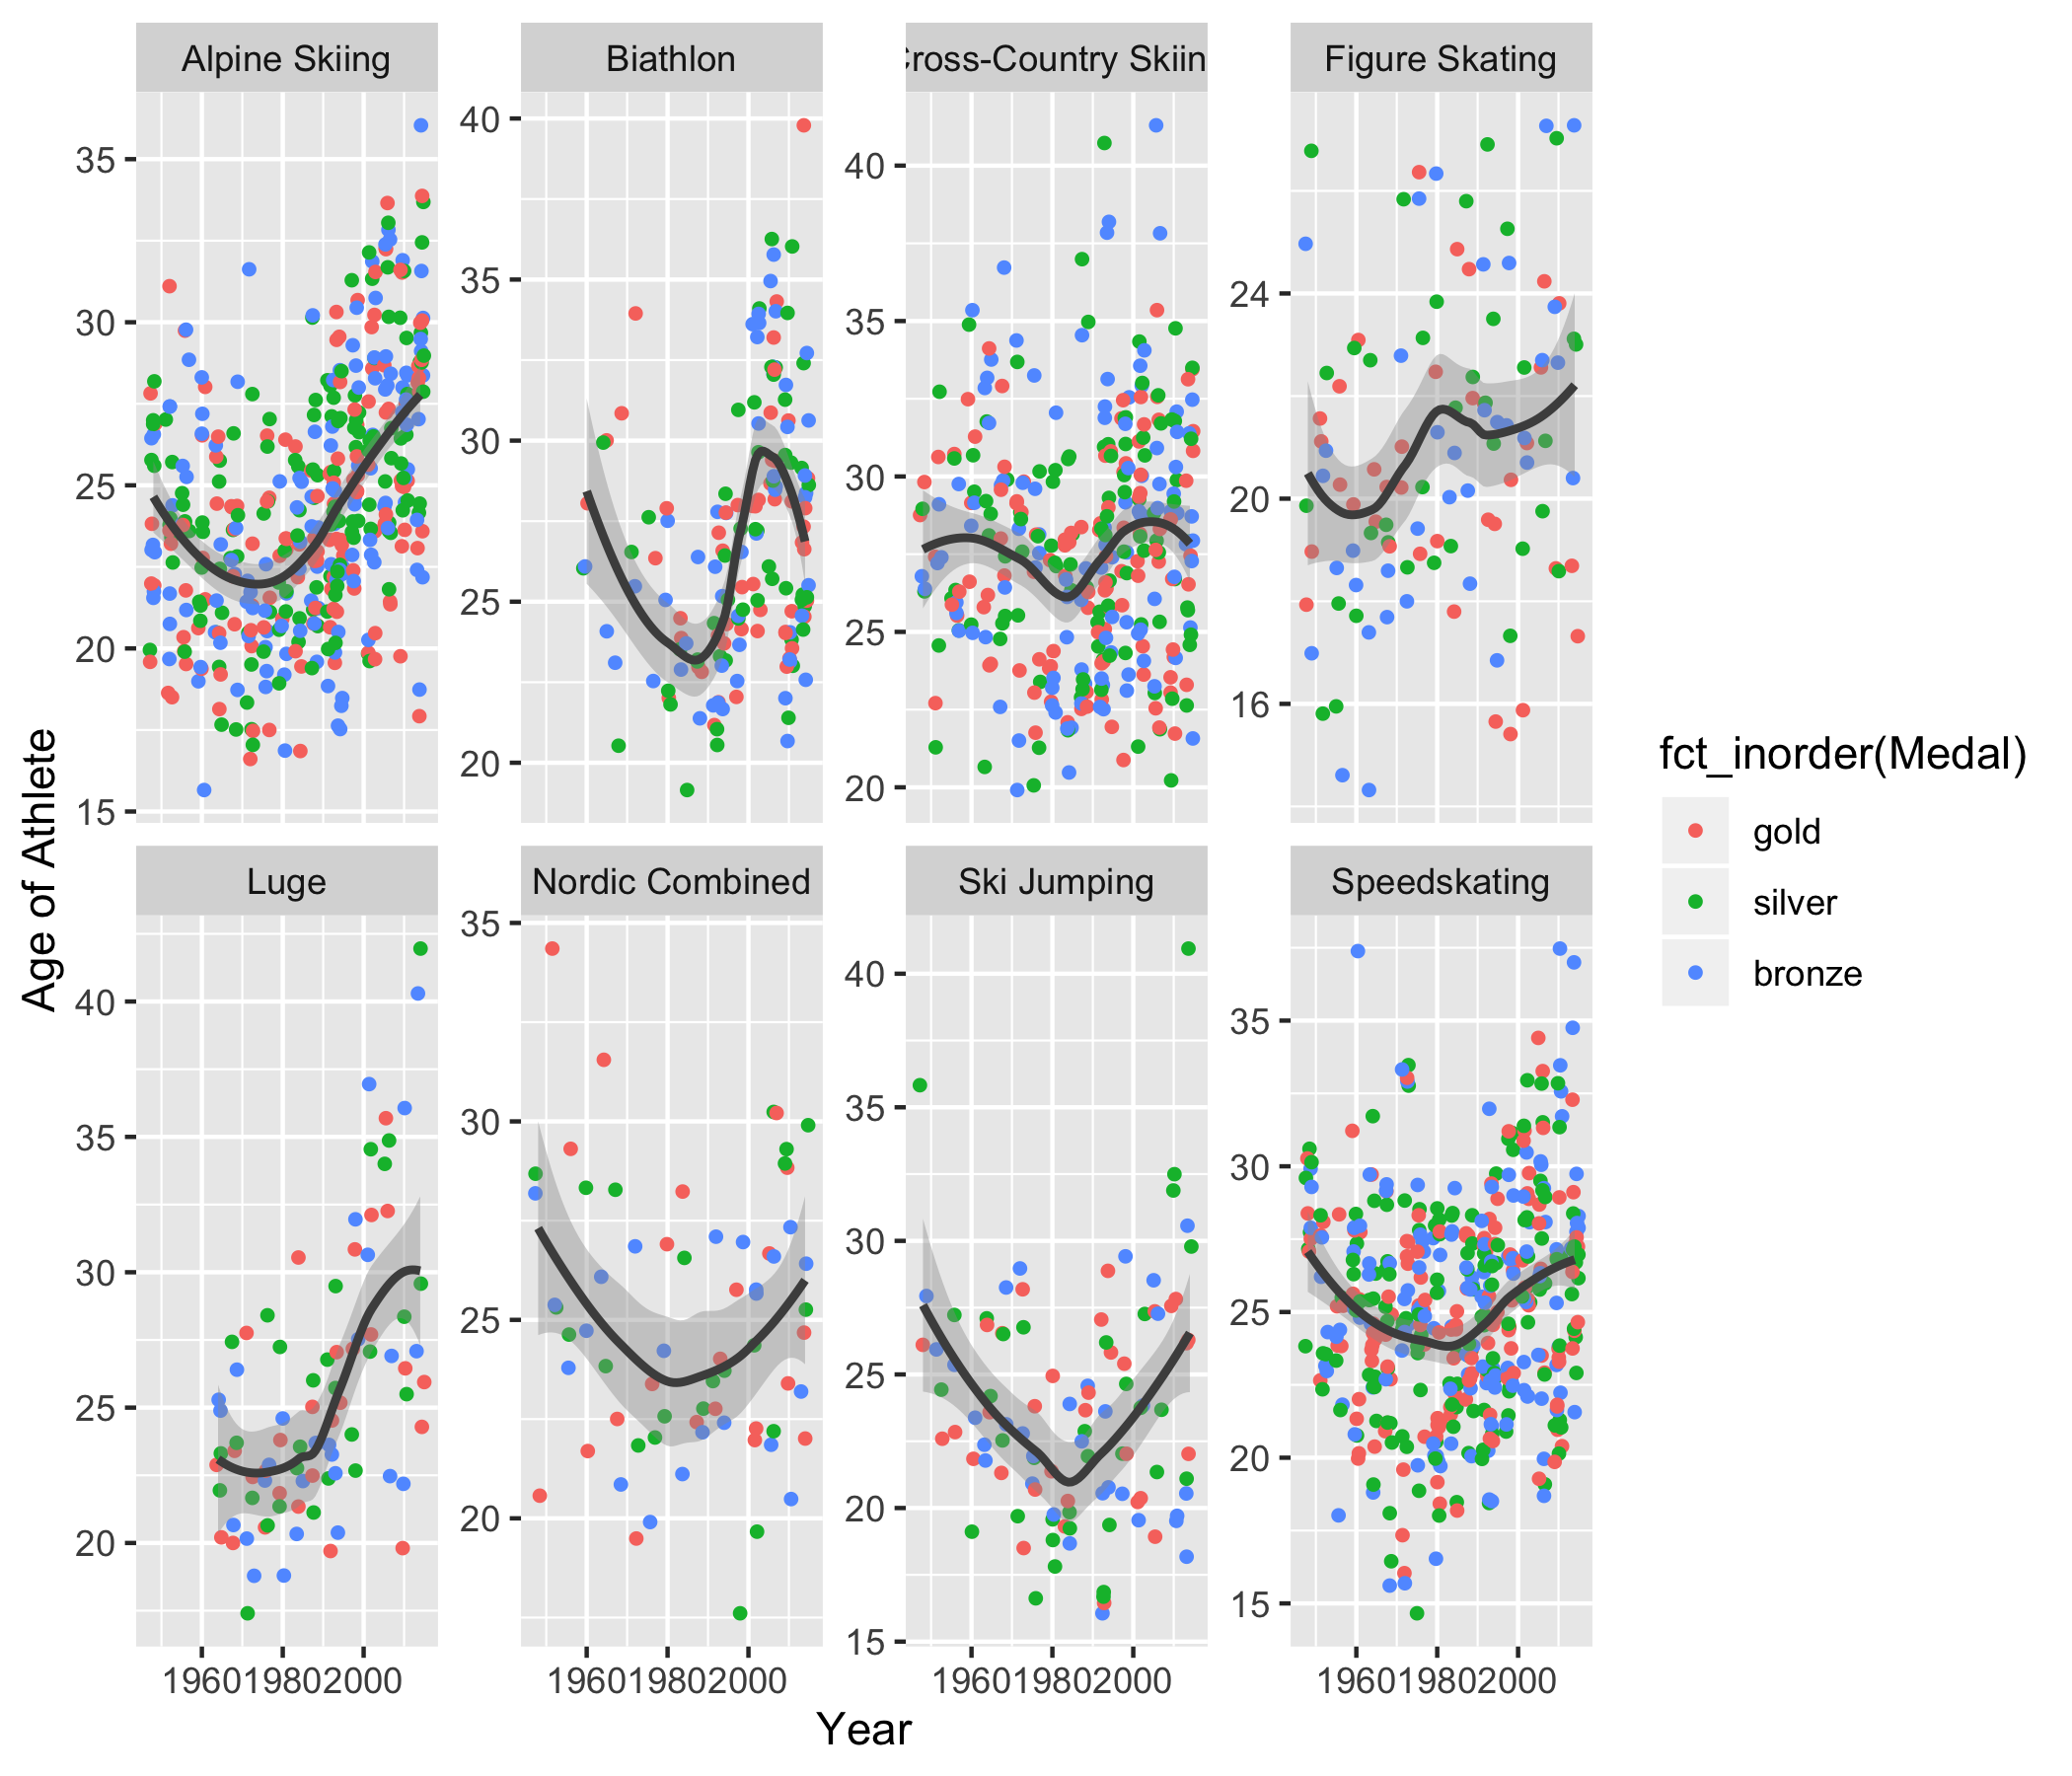 Alpine Skiing
Biathlon
Cross-Country Skiin
Figure Skating
35
30
25
20
15
40
35
30
25
20
40
35
30
25
20
24
20
16
Age of Athlete
fct_inorder(Medal)
gold
silver
bronze
Luge
Nordic Combined
Ski Jumping
Speedskating
40
35
30
25
20
35
30
25
20
40
35
30
25
20
15
35
30
25
20
15
1960 1980 2000
1960 1980 2000
1960 1980 2000
1960 1980 2000
Year